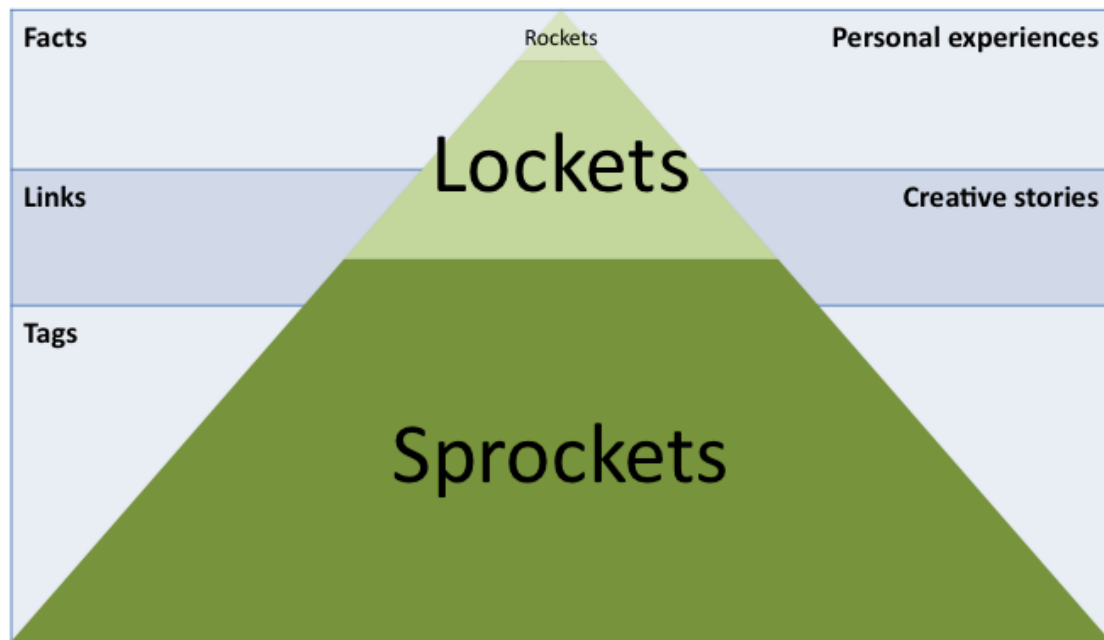 Facts
Rockets
Personal experiences
Lockets
Links
Creative stories
Tags
Sprockets